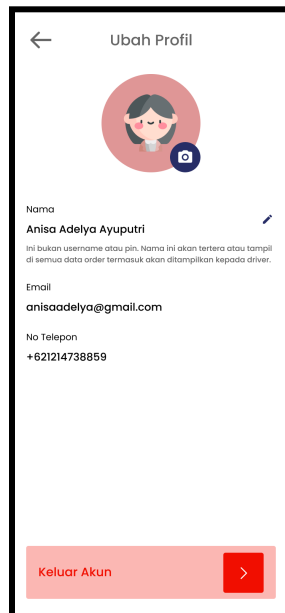 Ubah Profil
Nama
Anisa Adelya Ayuputri
Ini bukan username atau pin. Nama ini akan tertera atau tampil
di semua data order termasuk akan ditampilkan kepada driver.
Email
anisaadelya@gmail.com
No Telepon
+621214738859
Keluar Akun